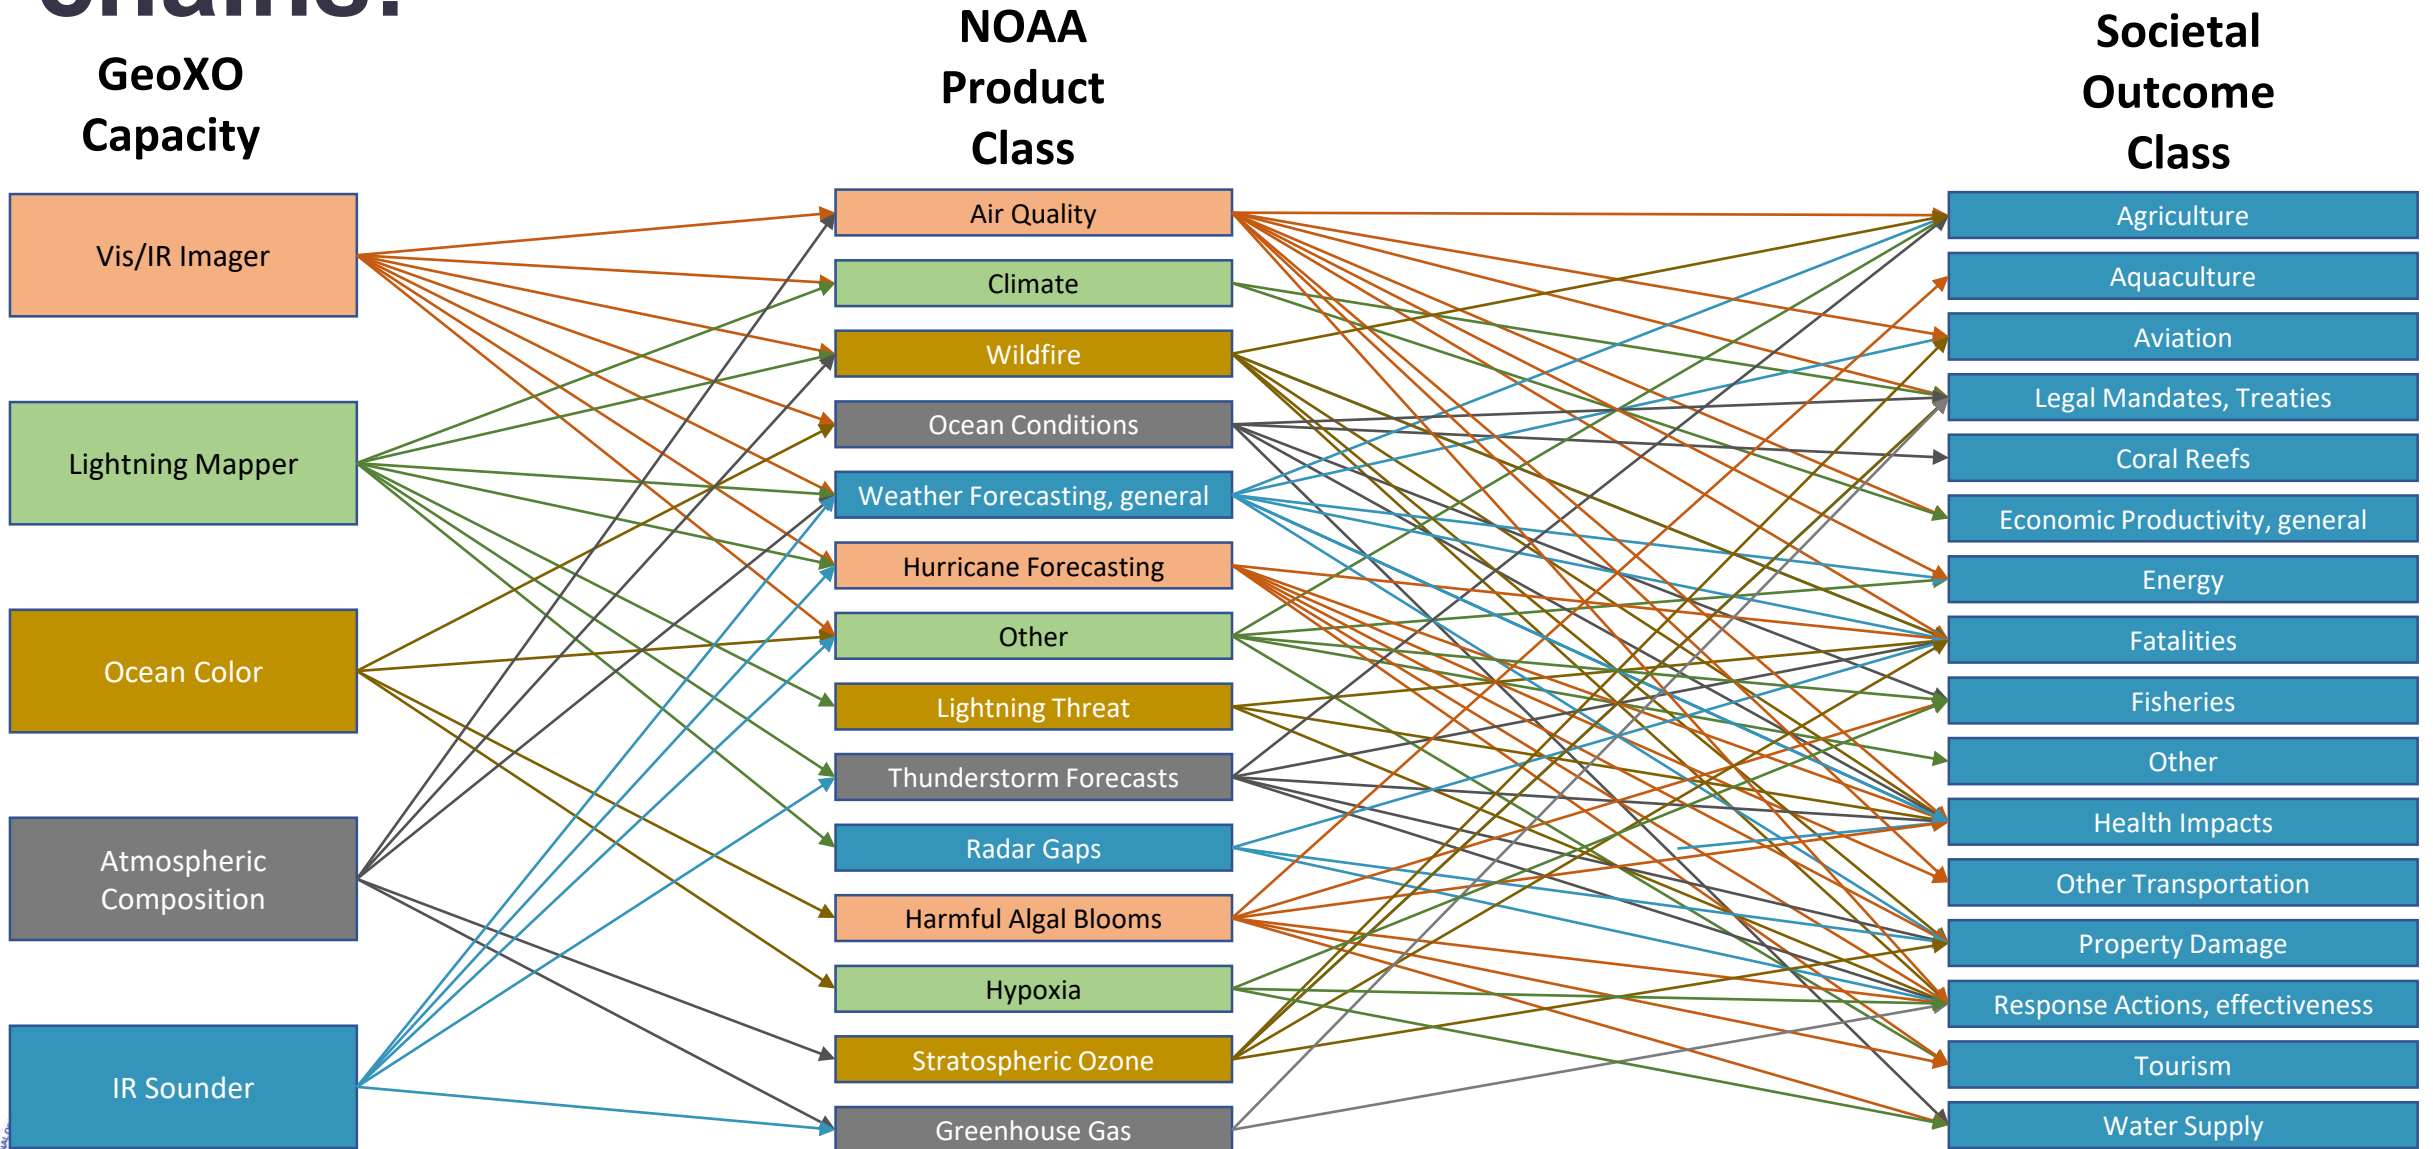 chains:
GeoXO
Capacity
NOAA
Product
Class
Societal
Outcome
Class
Vis/IR Imager
Lightning Mapper
Ocean Color
Atmospheric
Composition
IR Sounder
Air Quality
Climate
Wildfire
Ocean Conditions
Weather Forecasting, general
Hurricane Forecasting
Other
Lightning Threat
Thunderstorm Forecasts
Radar Gaps
Harmful Algal Blooms
Hypoxia
Stratospheric Ozone
Greenhouse Gas
Agriculture
Aquaculture
Aviation
Legal Mandates, Treaties
Coral Reefs
Economic Productivity, general
Energy
Fatalities
Fisheries
Other
Health Impacts
Other Transportation
Property Damage
Response Actions, effectiveness
Tourism
Water Supply